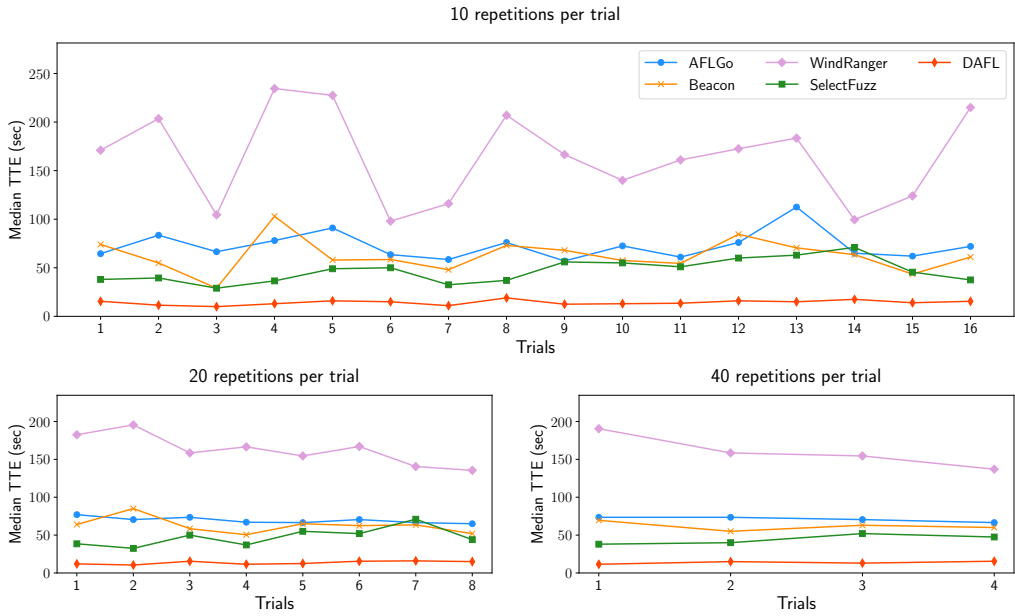 10 repetitions per trial
Median TTE (sec)
250
200
150
100
50
0
AFLGo
Beacon
WindRanger
SelectFuzz
DAFL
1 2 3 4 5 6 7 8 9 10 11 12 13 14 15 16
Trials
20 repetitions per trial
Median TTE (sec)
200
150
100
50
0
1 2 3 4 5 6 7 8
Trials
40 repetitions per trial
Median TTE (sec)
200
150
100
50
0
1 2 3 4
Trials